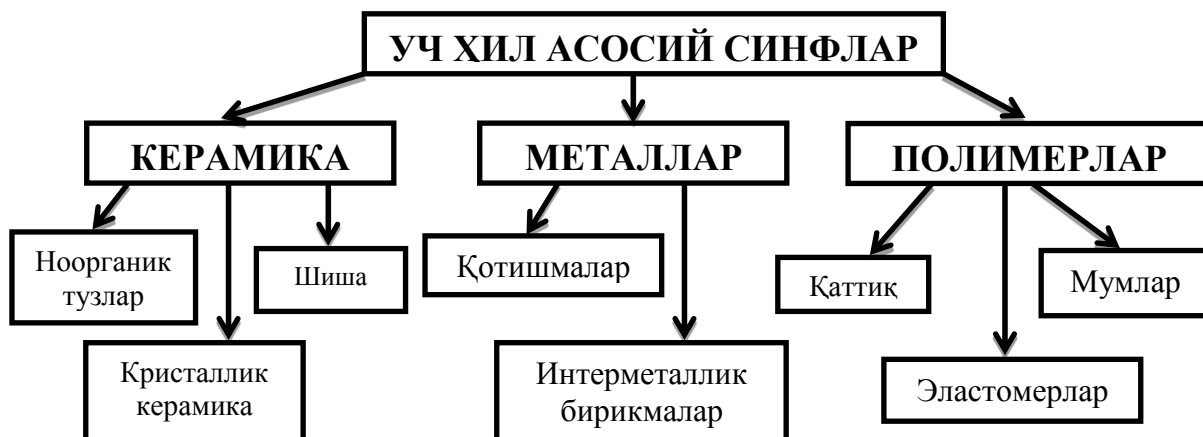 УЧ ХИЛ АСОСИЙ СИНФЛАР
КЕРАМИКА
МЕТАЛЛАР
ПОЛИМЕРЛАР
Ноорганик
тузлар
Шиша
Қотишмалар
Қаттиқ
Мумлар
Кристаллик
керамика
Интерметаллик
бирикмалар
Эластомерлар